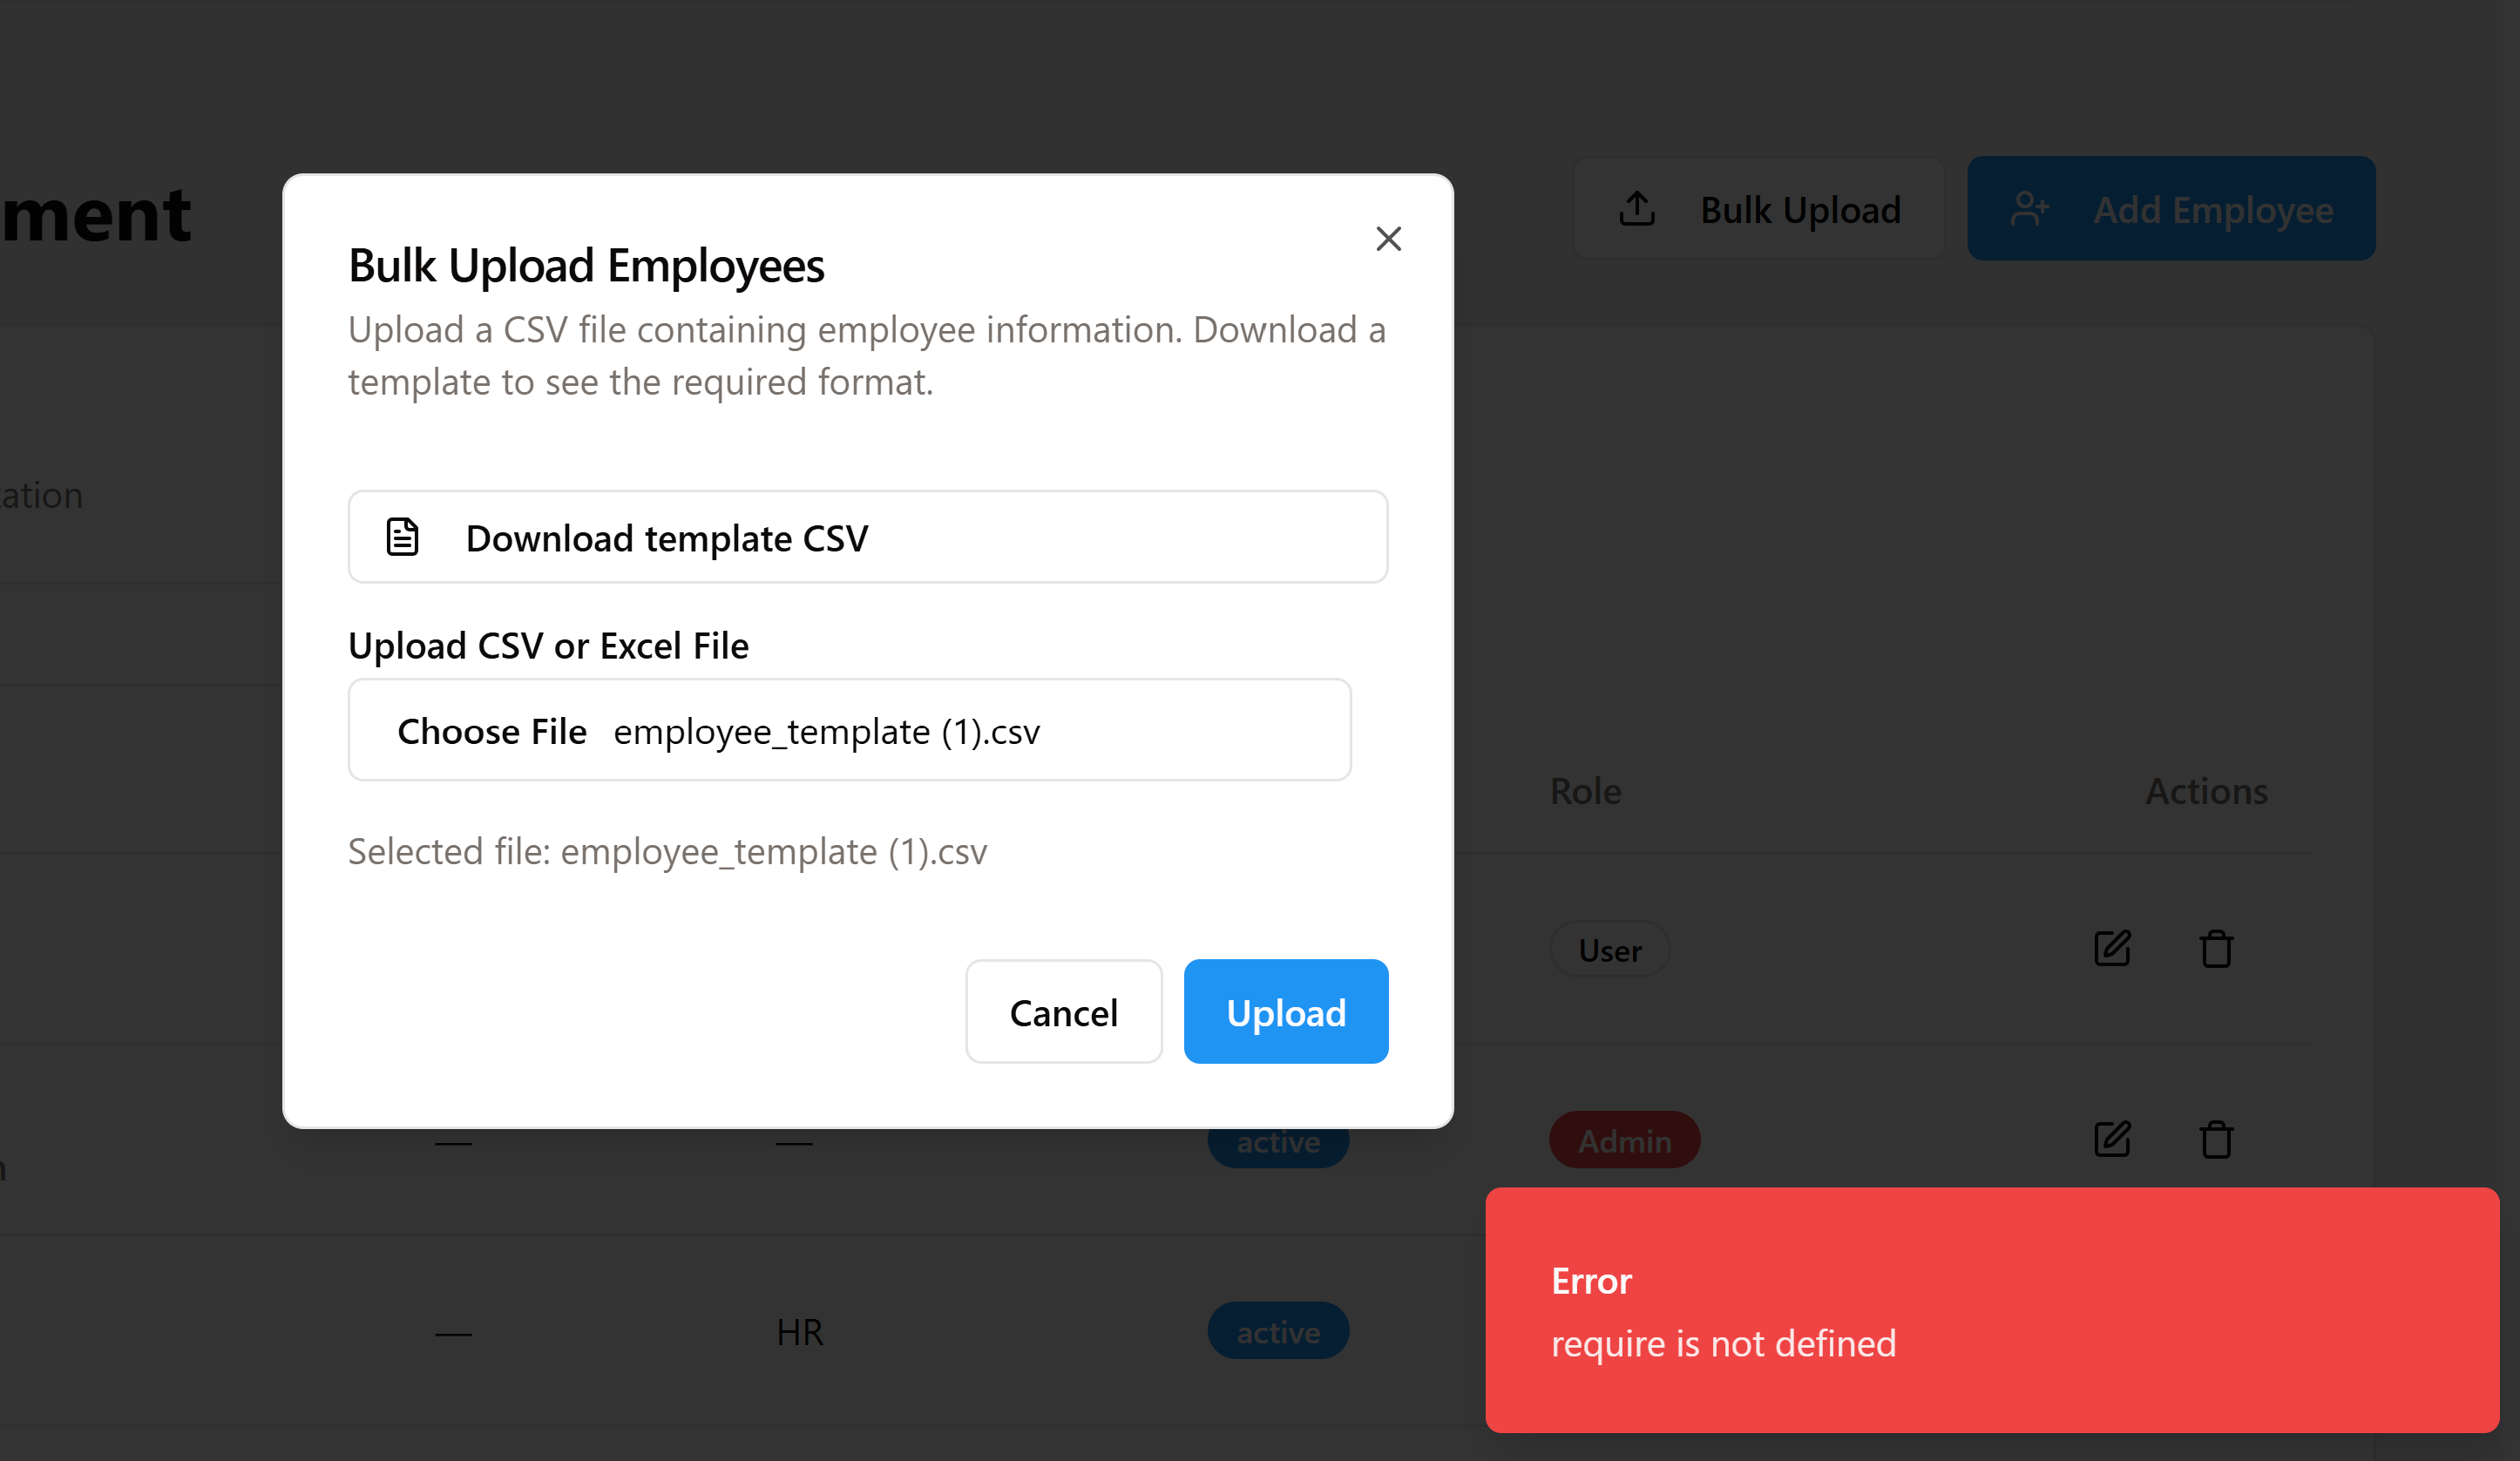 ment
Bulk Upload
Add Employee
Bulk Upload Employees
Upload a CSV file containing employee information. Download a
template to see the required format.
ation
Download template CSV
Upload CSV or Excel File
Choose File employee_template (1).csv
Selected file: employee_template (1).csv
Role
Actions
User
Cancel
Upload
— — active Admin
n
— HR active
Error
require is not defined